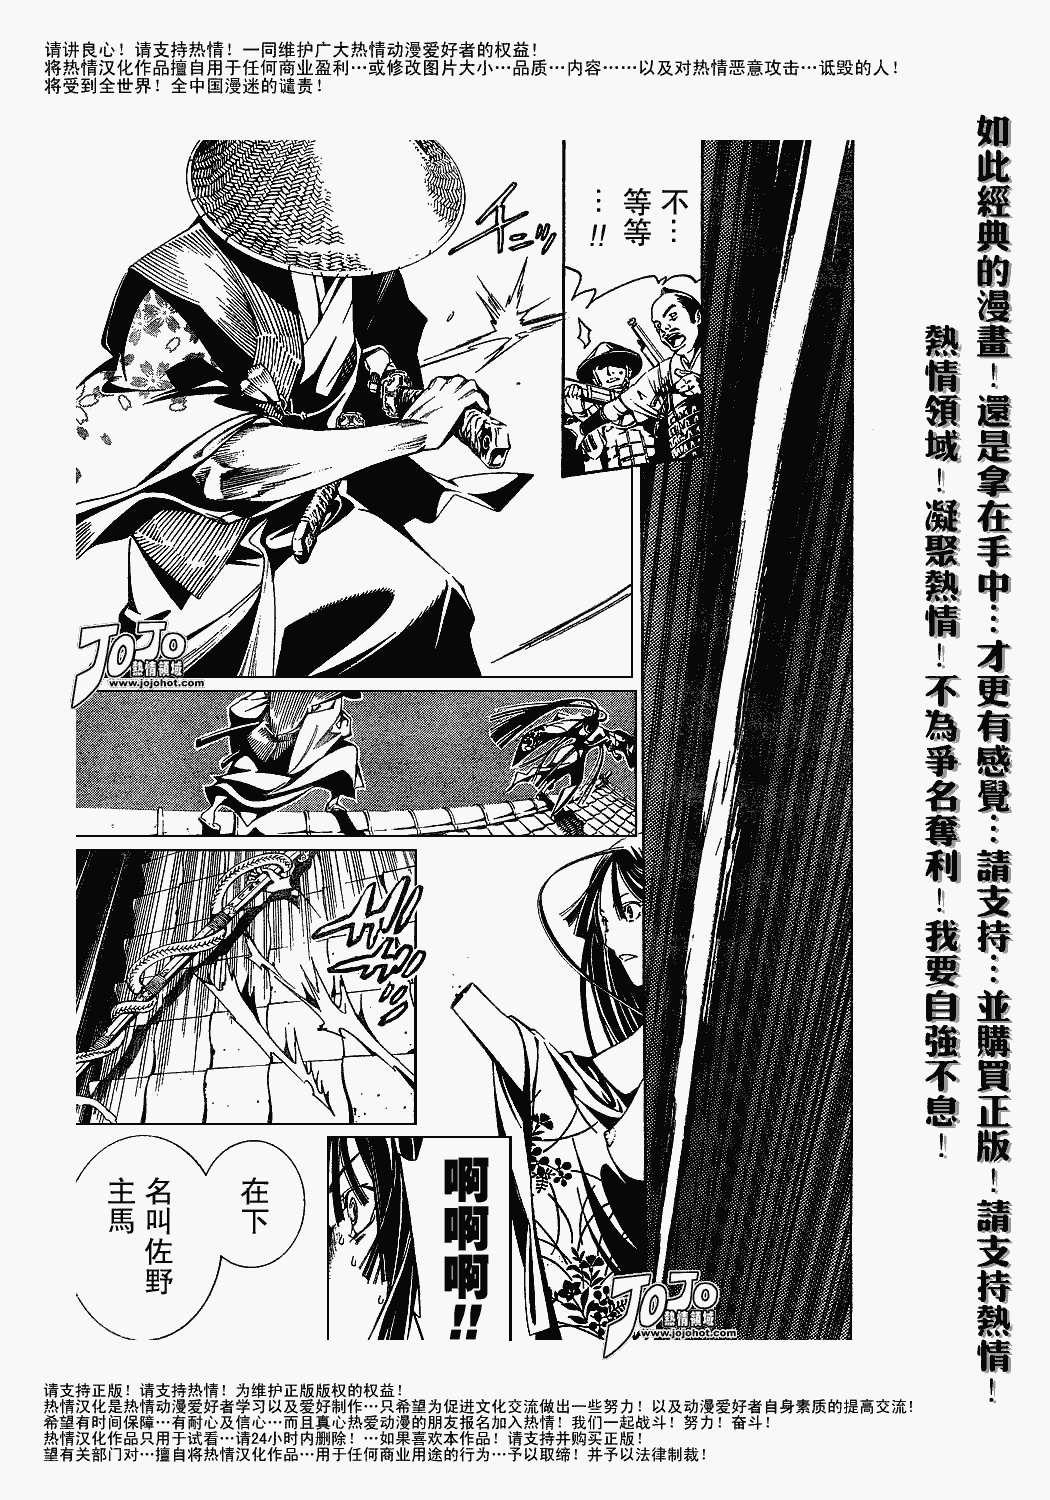 请讲良心！请支持热情！一同维护广大热情动漫爱好者的权益！
将热情汉化作品擅自用于任何商业盈利…或修改图片大小…品质…内容……以及对热情恶意攻击…诋毁的人！
将受到全世界！全中国漫迷的谴责！
如此經典的漫畫！還是拿在手中…才更有感覺…請支持…並購買正版！請支持熱情！
熱情領域！凝聚熱情！不為爭名奪利！我要自強不息！
不…
等等
…!!
チュニッ
JOJO
熱情領域
www.jojohot.com
啊啊啊!!
在下
名叫佐野
主馬
JOJO
熱情領域
www.jojohot.com
请支持正版！请支持热情！为维护正版版权的权益！
热情汉化是热情动漫爱好者学习以及爱好制作…只希望为促进文化交流做出一些努力！以及动漫爱好者自身素质的提高交流！
希望有时间保障…有耐心及信心…而且真心热爱动漫的朋友报名加入热情！我们一起战斗！努力！奋斗！
热情汉化作品只用于试看…请24小时内删除！…如果喜欢本作品！请支持并购买正版！
望有关部门对…擅自将热情汉化作品…用于任何商业用途的行为…予以取缔！并予以法律制裁！